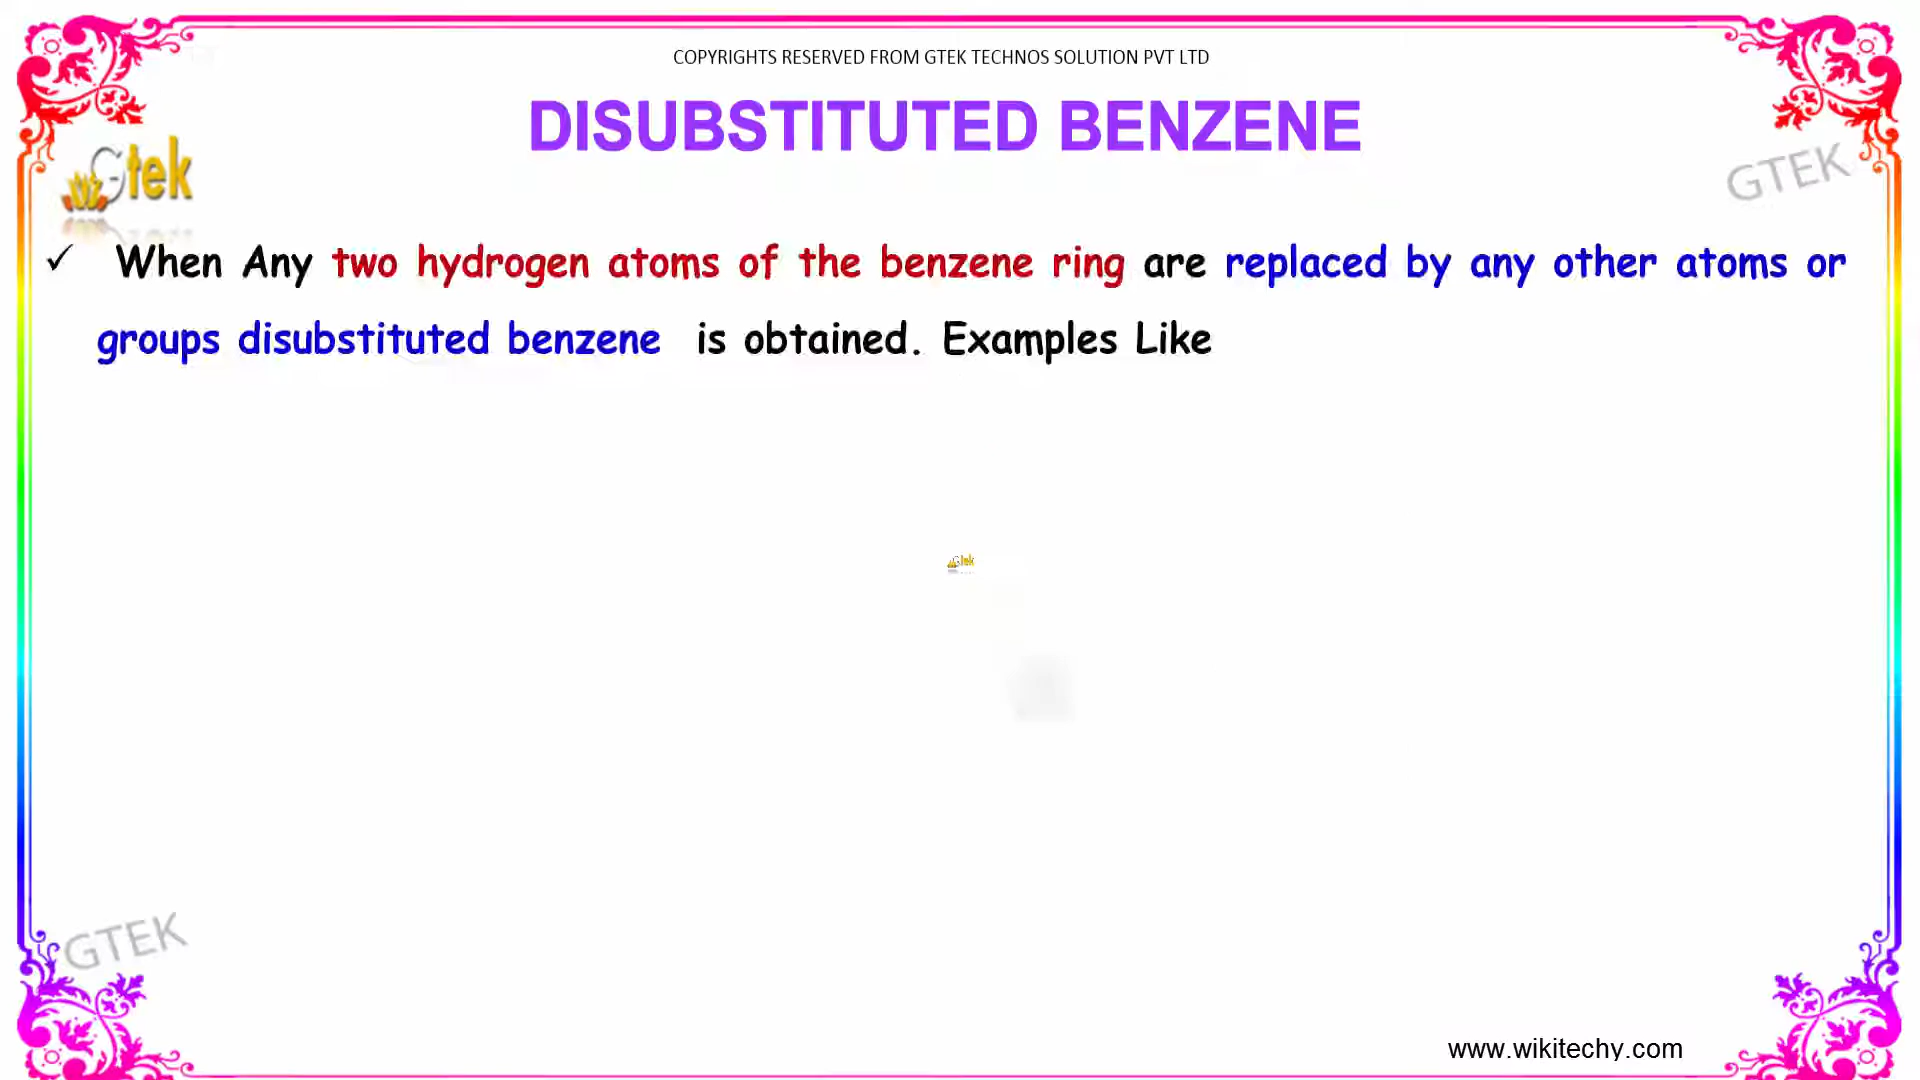 COPYRIGHTS RESERVED FROM GTEK TECHNOS SOLUTION PVT LTD
DISUBSTITUTED BENZENE
Gtek
GTEK
✓ When Any two hydrogen atoms of the benzene ring are replaced by any other atoms or
groups disubstituted benzene is obtained. Examples Like
Gtek
GTEK
www.wikitechy.com